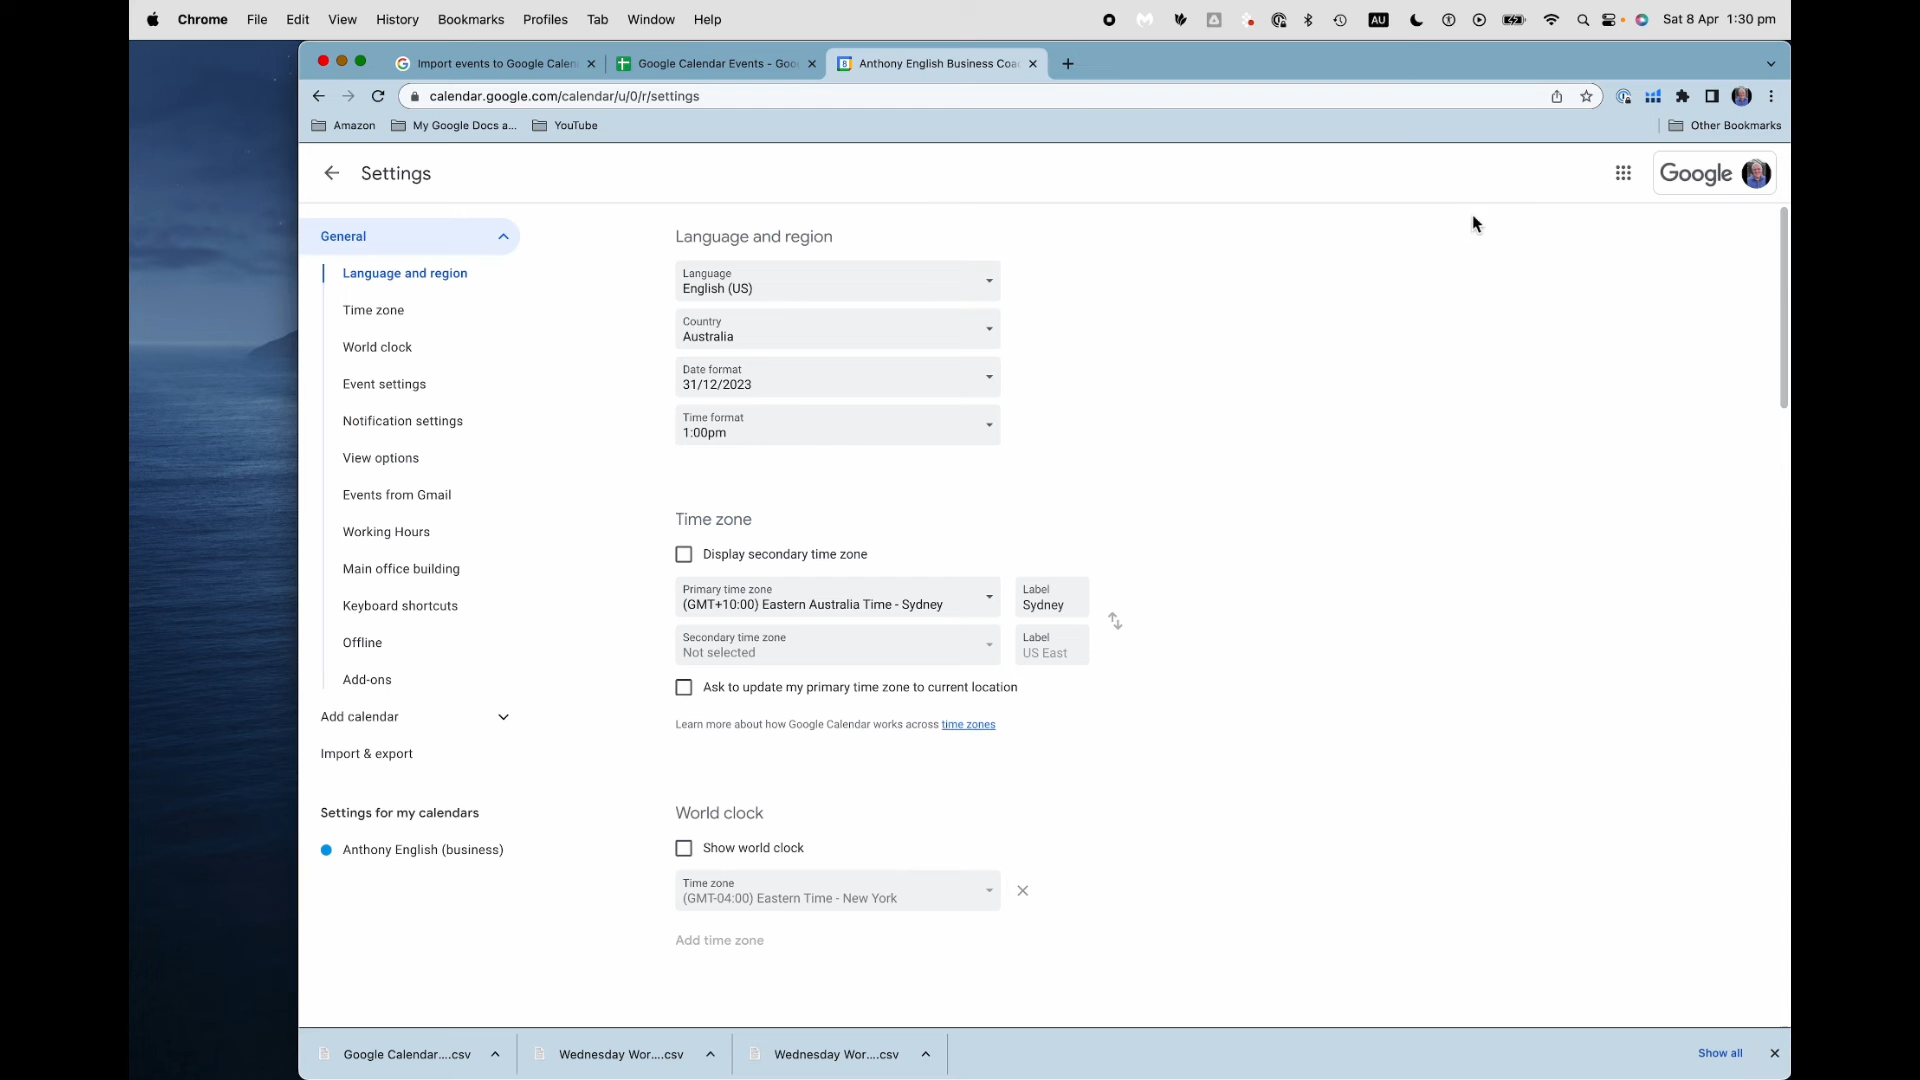 Chrome File Edit View History Bookmarks Profiles Tab Window Help AU Sat 8 Apr 1:30 pm
Import events to Google Calen Google Calendar Events - Goo Anthony English Business Coa
calendar.google.com/calendar/u/0/r/settings
Amazon My Google Docs a... YouTube Other Bookmarks
Settings
Google
General
Language and region
Time zone
World clock
Event settings
Notification settings
View options
Events from Gmail
Working Hours
Main office building
Keyboard shortcuts
Offline
Add-ons
Add calendar
Import & export
Settings for my calendars
Anthony English (business)
Language and region
Language
English (US)
Country
Australia
Date format
31/12/2023
Time format
1:00pm
Time zone
Display secondary time zone
Primary time zone
(GMT+10:00) Eastern Australia Time - Sydney
Label
Sydney
Secondary time zone
Not selected
Label
US East
Ask to update my primary time zone to current location
Learn more about how Google Calendar works across time zones
World clock
Show world clock
Time zone
(GMT-04:00) Eastern Time - New York
Add time zone
Google Calendar....csv Wednesday Wor....csv Wednesday Wor....csv Show all